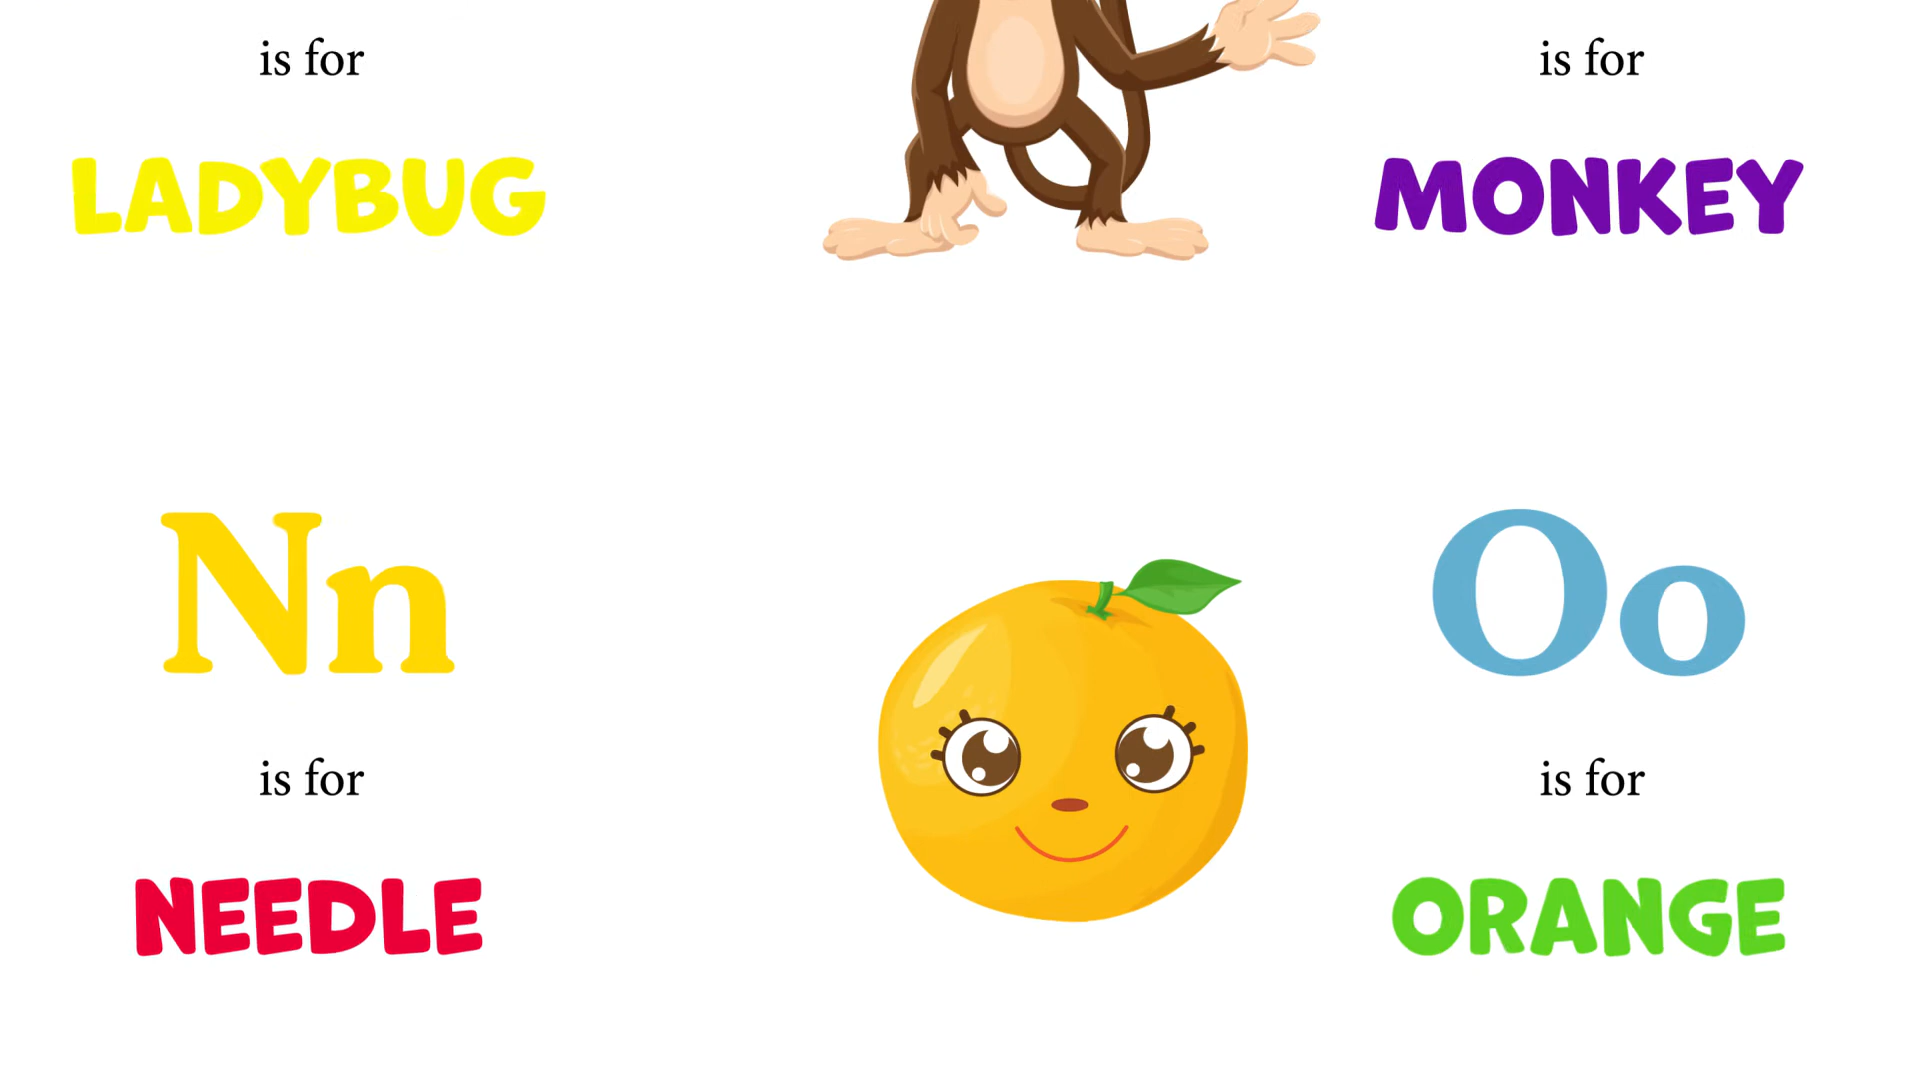 is for
LADYBUG
is for
MONKEY
Nn
is for
NEEDLE
Oo
is for
ORANGE